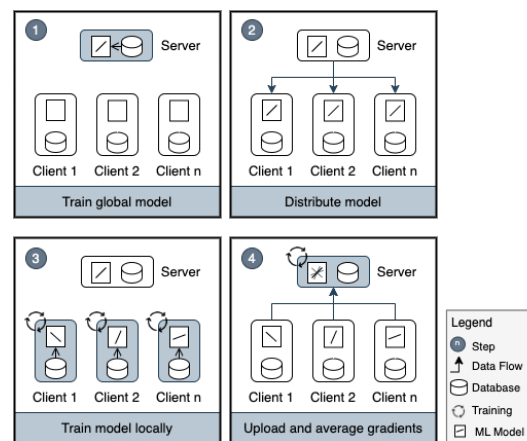 1
Server
Client 1 Client 2 Client n
Train global model
2
Server
Client 1 Client 2 Client n
Distribute model
3
Server
Client 1 Client 2 Client n
Train model locally
4
Server
Client 1 Client 2 Client n
Upload and average gradients
Legend
n Step
Data Flow
Database
Training
ML Model